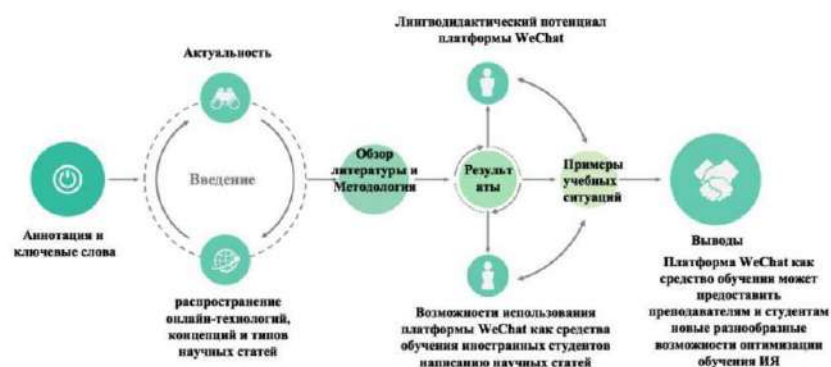 Лингводидактический потенциал
платформы WeChat
Актуальность
Введение
Аннотация и
ключевые слова
распространение
онлайн-технологий,
концепций и типов
научных статей
Обзор
литературы и
Методология
Результ
аты
Примеры
учебных
ситуаций
Возможности использования
платформы WeChat как средства
обучения иностранных студентов
написанию научных статей
Выводы
Платформа WeChat как
средство обучения может
предоставить
преподавателям и студентам
новые разнообразные
возможности оптимизации
обучения ИЯ